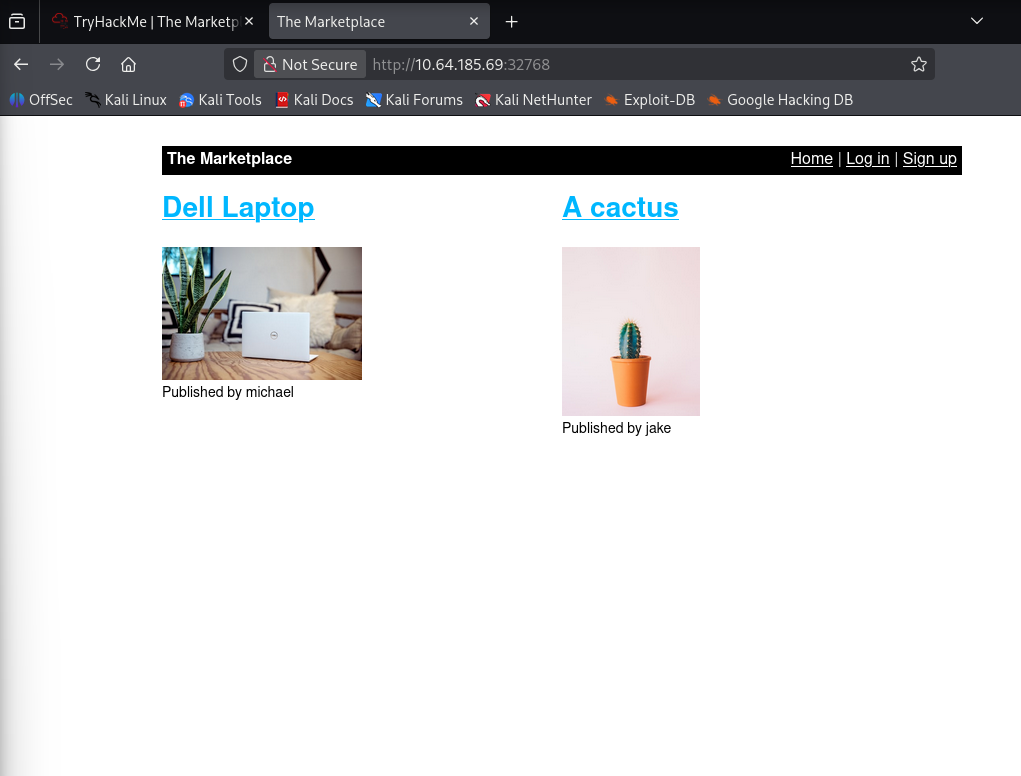 TryHackMe | The Marketp
The Marketplace
Not Secure
http://10.64.185.69:32768
OffSec
Kali Linux
Kali Tools
Kali Docs
Kali Forums
Kali NetHunter
Exploit-DB
Google Hacking DB
The Marketplace
Home | Log in | Sign up
Dell Laptop
A cactus
Published by michael
Published by jake